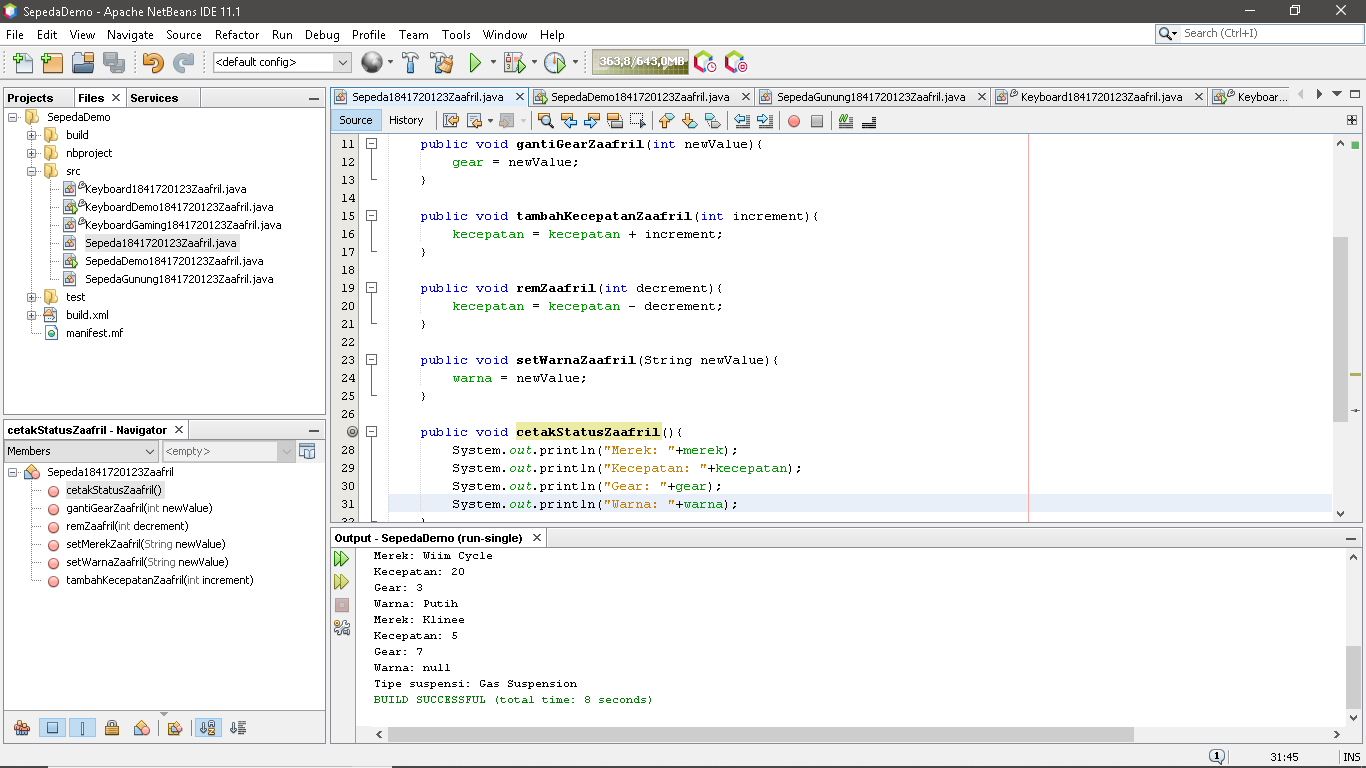 SepedaDemo - Apache NetBeans IDE 11.1
File Edit View Navigate Source Refactor Run Debug Profile Team Tools Window Help
Search (Ctrl+I)
<default config>
363,8/643,0MB
Projects Files Services
SepedaDemo
build
nbproject
src
Keyboard1841720123Zaafril.java
KeyboardDemo1841720123Zaafril.java
KeyboardGaming1841720123Zaafril.java
Sepeda1841720123Zaafril.java
SepedaDemo1841720123Zaafril.java
SepedaGunung1841720123Zaafril.java
test
build.xml
manifest.mf
cetakStatusZaafril - Navigator
Members <empty>
Sepeda1841720123Zaafril
cetakStatusZaafril()
gantiGearZaafril(int newValue)
remZaafril(int decrement)
setMerekZaafril(String newValue)
setWarnaZaafril(String newValue)
tambahKecepatanZaafril(int increment)
Sepeda1841720123Zaafril.java SepedaDemo1841720123Zaafril.java SepedaGunung1841720123Zaafril.java Keyboard1841720123Zaafril.java Keyboar...
Source History
11 public void gantiGearZaafril(int newValue){
12 gear = newValue;
13 }
14
15 public void tambahKecepatanZaafril(int increment){
16 kecepatan = kecepatan + increment;
17 }
18
19 public void remZaafril(int decrement){
20 kecepatan = kecepatan - decrement;
21 }
22
23 public void setWarnaZaafril(String newValue){
24 warna = newValue;
25 }
26
public void cetakStatusZaafril(){
28 System.out.println("Merek: "+merek);
29 System.out.println("Kecepatan: "+kecepatan);
30 System.out.println("Gear: "+gear);
31 System.out.println("Warna: "+warna);
32 }
Output - SepedaDemo (run-single)
Merek: Wiim Cycle
Kecepatan: 20
Gear: 3
Warna: Putih
Merek: Klinee
Kecepatan: 5
Gear: 7
Warna: null
Tipe suspensi: Gas Suspension
BUILD SUCCESSFUL (total time: 8 seconds)
1 31:45 INS